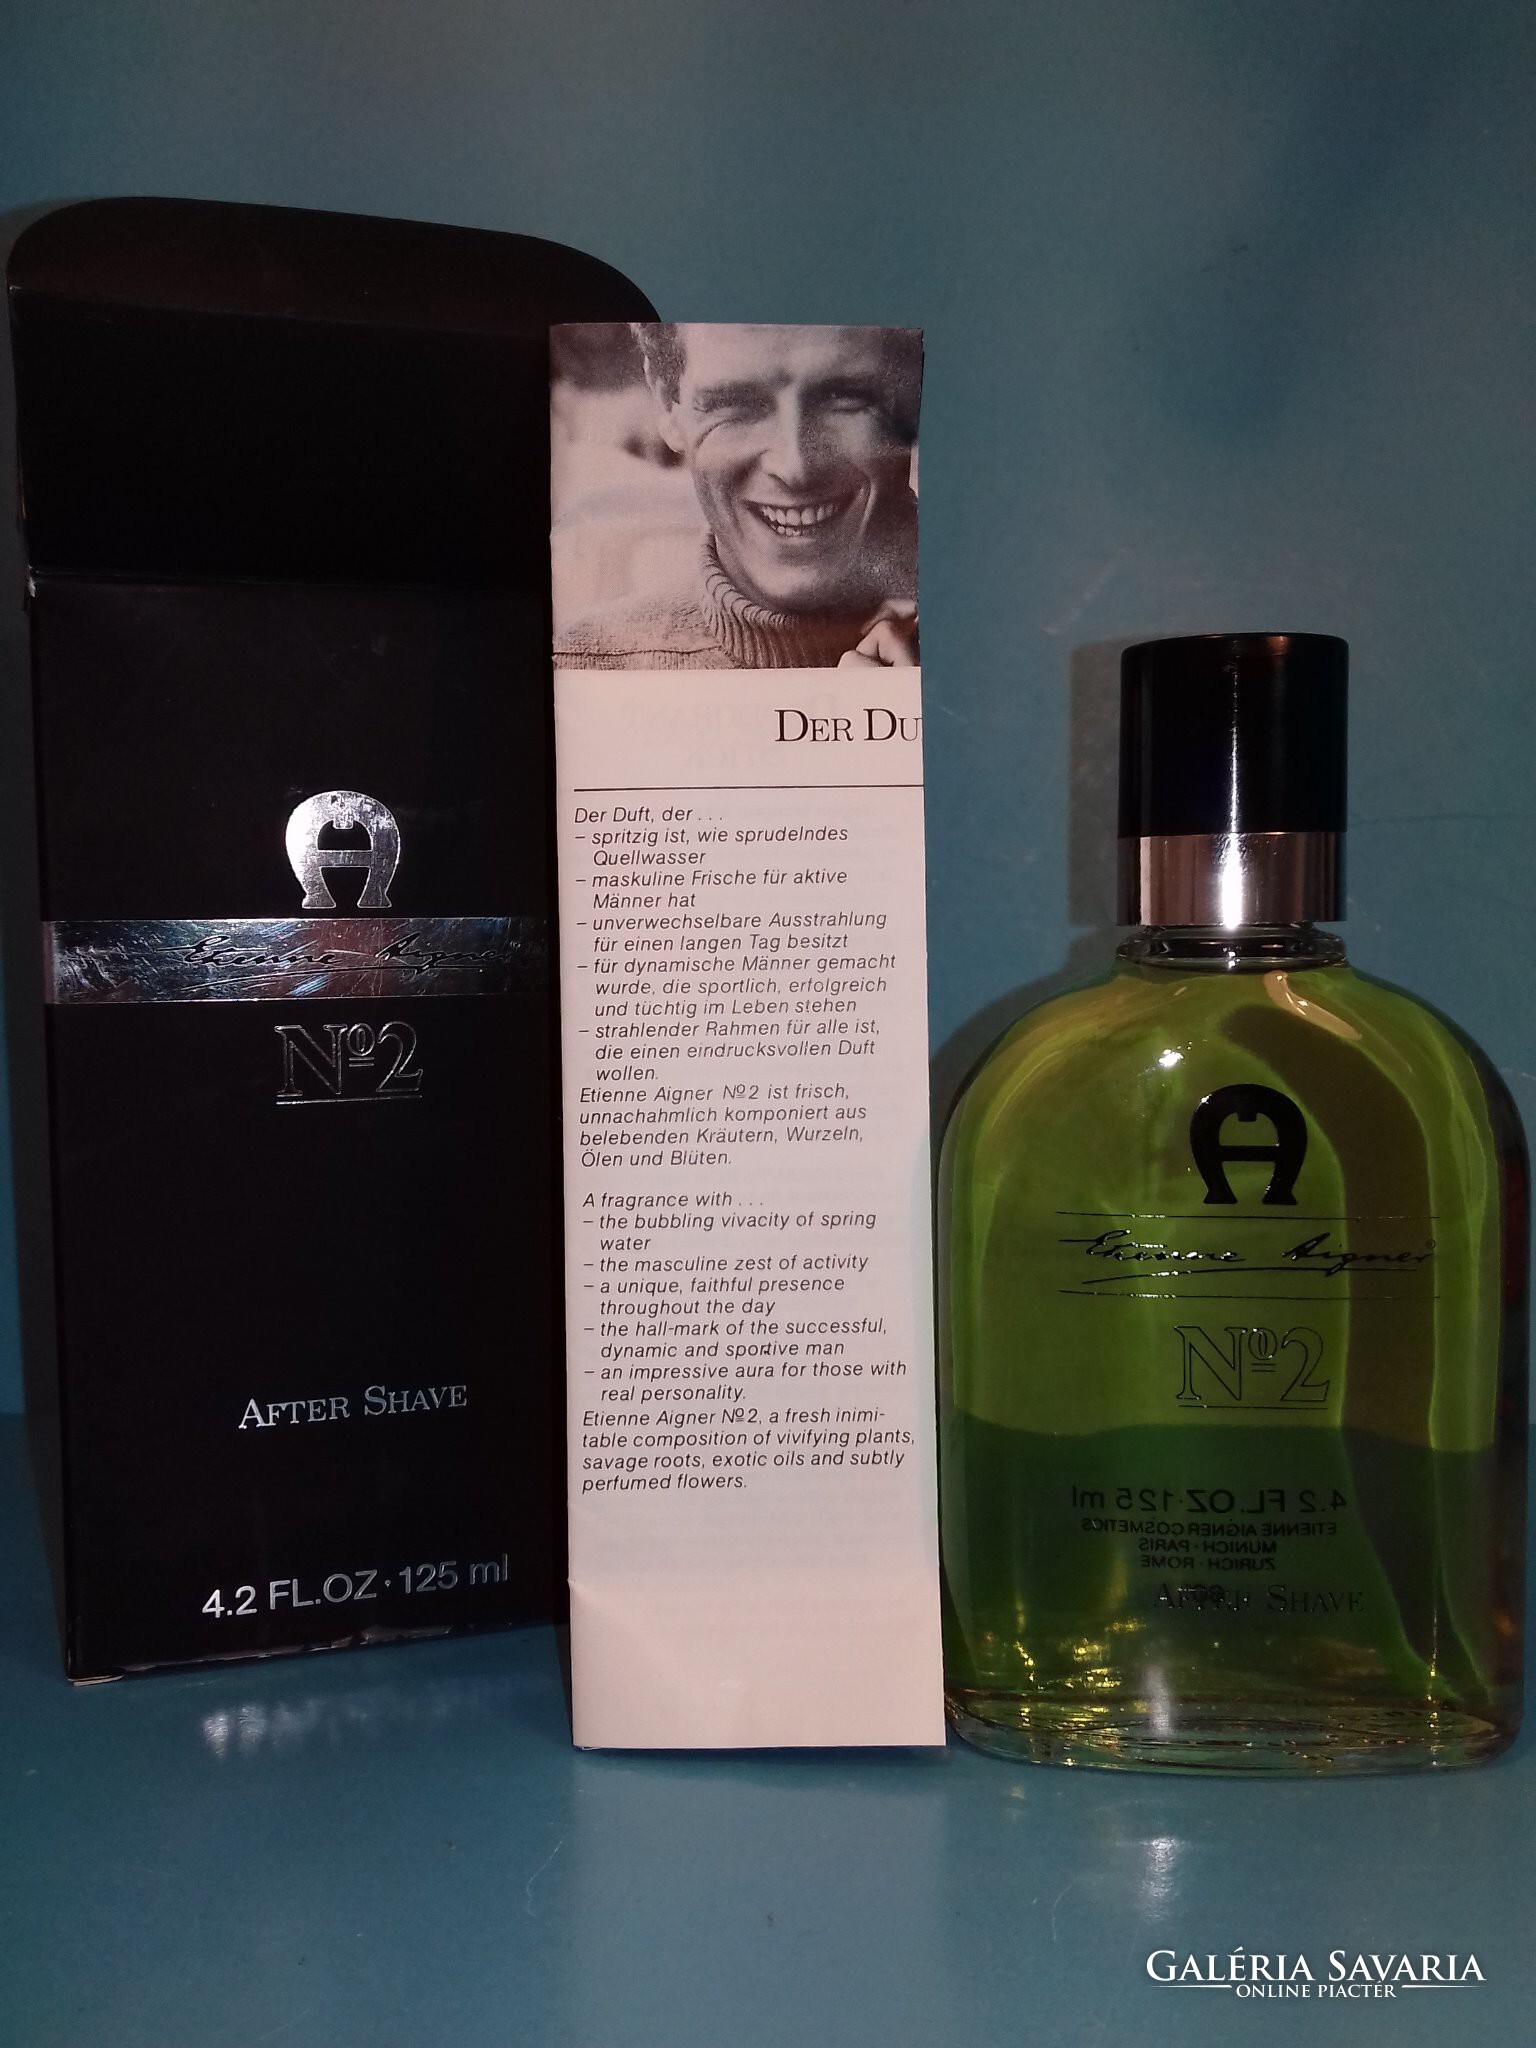 Etienne Aigner
Nº2
AFTER SHAVE
4.2 FL.OZ·125 ml
DER DU
Der Duft, der . . .
– spritzig ist, wie sprudelndes
Quellwasser
– maskuline Frische für aktive
Männer hat
– unverwechselbare Ausstrahlung
für einen langen Tag besitzt
– für dynamische Männer gemacht
wurde, die sportlich, erfolgreich
und tüchtig im Leben stehen
– strahlender Rahmen für alle ist,
die einen eindrucksvollen Duft
wollen.
Etienne Aigner Nº2 ist frisch,
unnachahmlich komponiert aus
belebenden Kräutern, Wurzeln,
Ölen und Blüten.
A fragrance with . . .
– the bubbling vivacity of spring
water
– the masculine zest of activity
– a unique, faithful presence
throughout the day
– the hall-mark of the successful,
dynamic and sportive man
– an impressive aura for those with
real personality.
Etienne Aigner Nº2, a fresh inimi-
table composition of vivifying plants,
savage roots, exotic oils and subtly
perfumed flowers.
Etienne Aigner®
Nº2
4.2 FL.OZ·125 ml
ETIENNE AIGNER COSMETICS
MUNICH · PARIS
ZURICH · ROME
AFTER SHAVE
GALÉRIA SAVARIA
ONLINE PIACTÉR